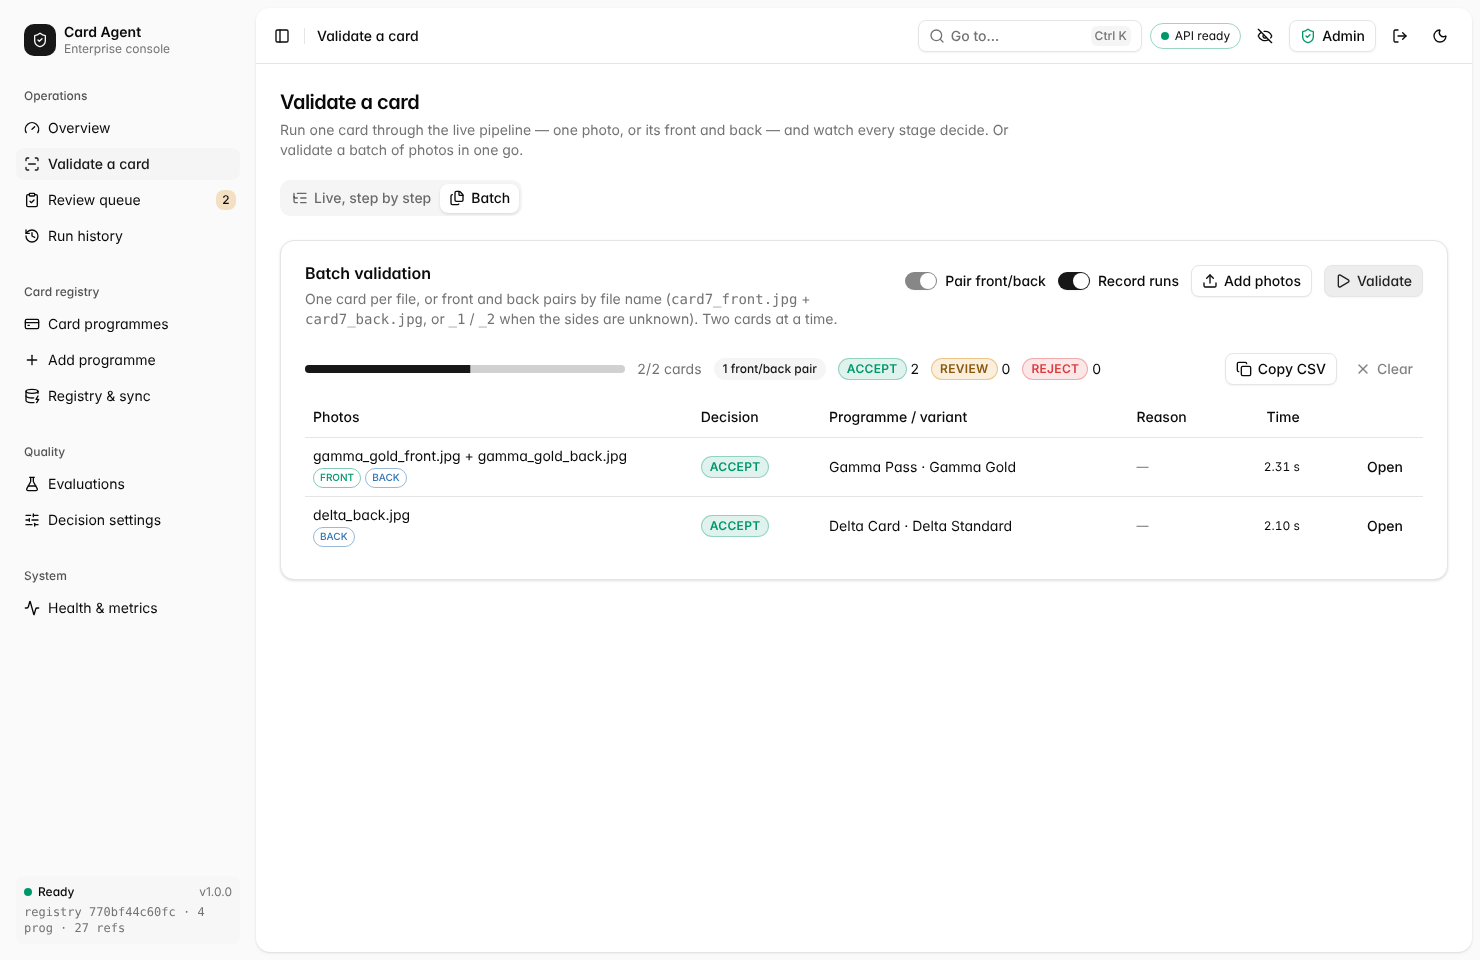 Card Agent
Enterprise console
Operations
Overview
Validate a card
Review queue
2
Run history
Card registry
Card programmes
Add programme
Registry & sync
Quality
Evaluations
Decision settings
System
Health & metrics
Ready
v1.0.0
registry 770bf44c60fc · 4
prog · 27 refs
Validate a card
Go to...
Ctrl K
API ready
Admin
Validate a card
Run one card through the live pipeline — one photo, or its front and back — and watch every stage decide. Or
validate a batch of photos in one go.
Live, step by step
Batch
Batch validation
One card per file, or front and back pairs by file name (card7_front.jpg +
card7_back.jpg, or _1 / _2 when the sides are unknown). Two cards at a time.
Pair front/back
Record runs
Add photos
Validate
2/2 cards
1 front/back pair
ACCEPT 2
REVIEW 0
REJECT 0
Copy CSV
Clear
Photos
Decision
Programme / variant
Reason
Time
gamma_gold_front.jpg + gamma_gold_back.jpg
FRONT
BACK
ACCEPT
Gamma Pass · Gamma Gold
—
2.31 s
Open
delta_back.jpg
BACK
ACCEPT
Delta Card · Delta Standard
—
2.10 s
Open